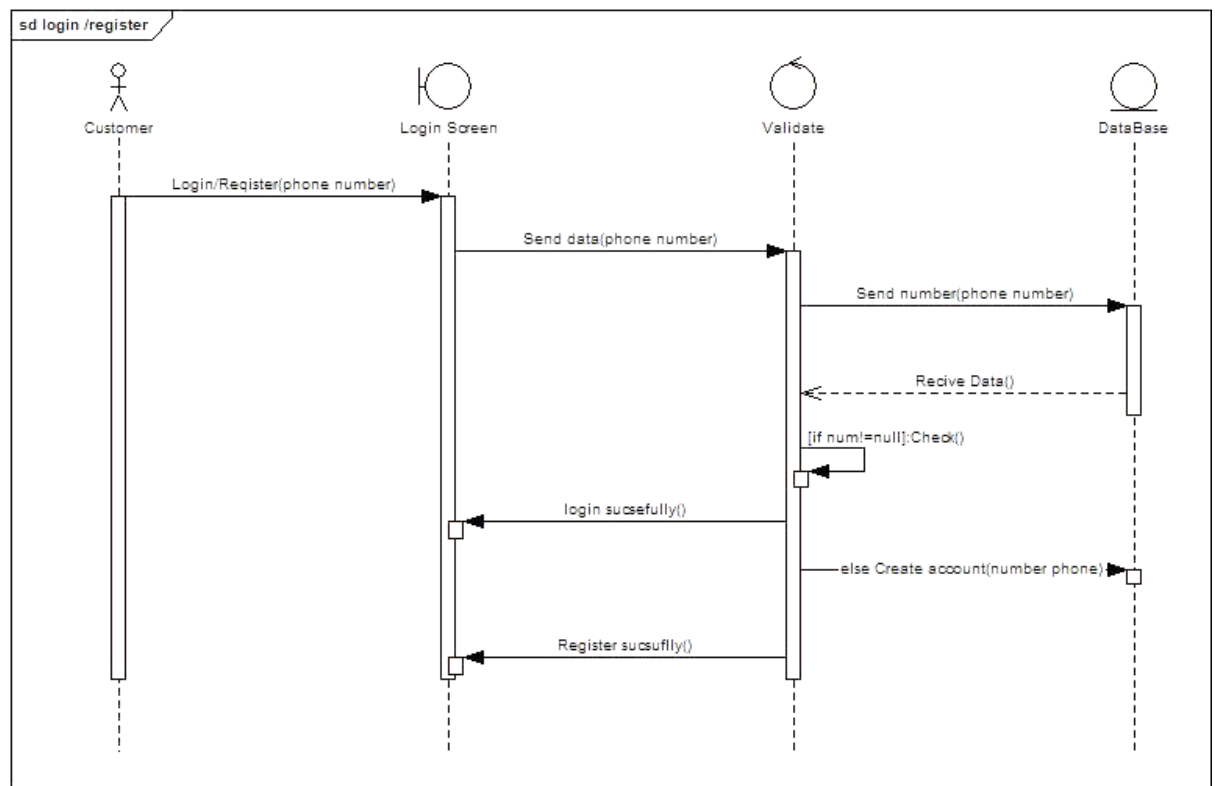 sd login /register
Customer
Login Screen
Validate
DataBase
Login/Register(phone number)
Send data(phone number)
Send number(phone number)
Recive Data()
[if num!=null]:Check()
login sucsefully()
else Create account(number phone)
Register sucsuflly()